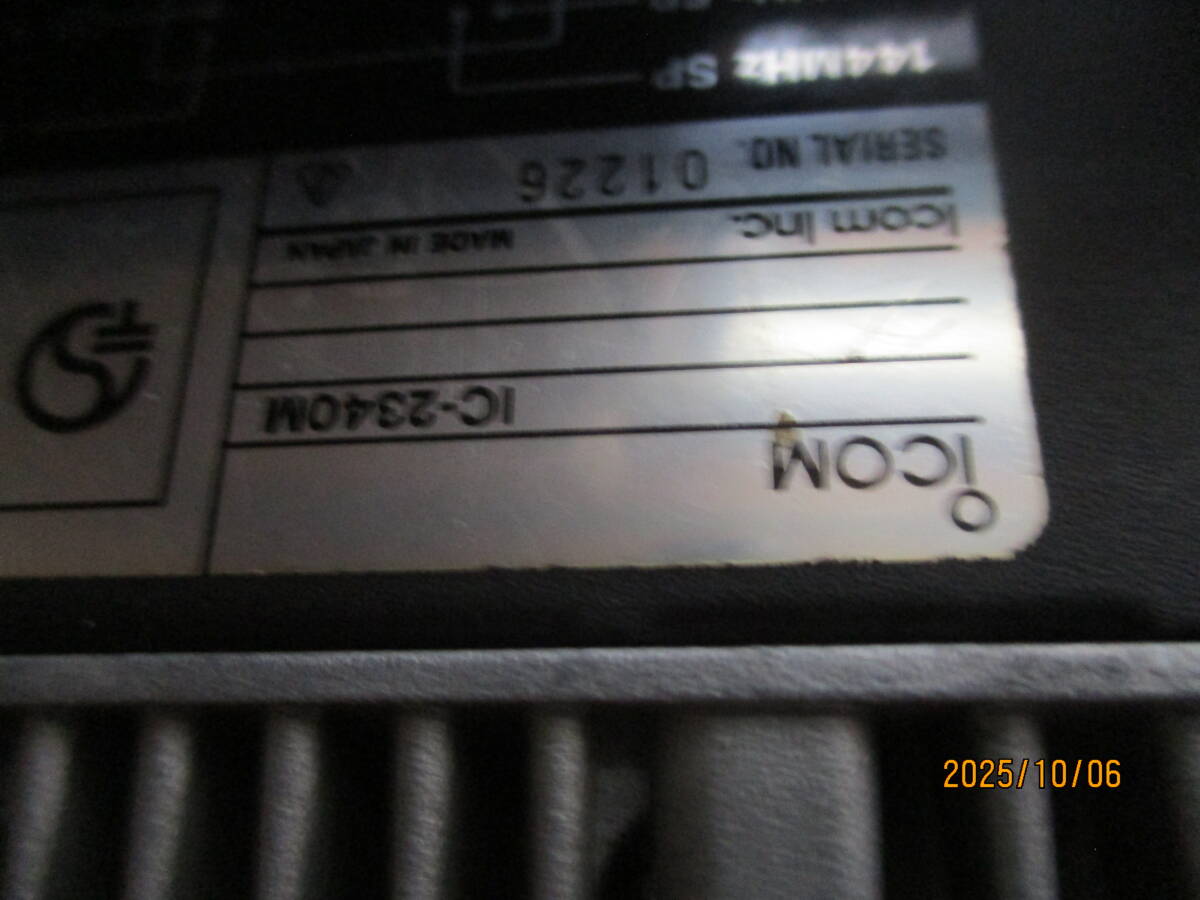 ICOM
IC-2340M
MADE IN JAPAN
Icom Inc.
SERIAL NO. 01226
144MHz SP
2025/10/06